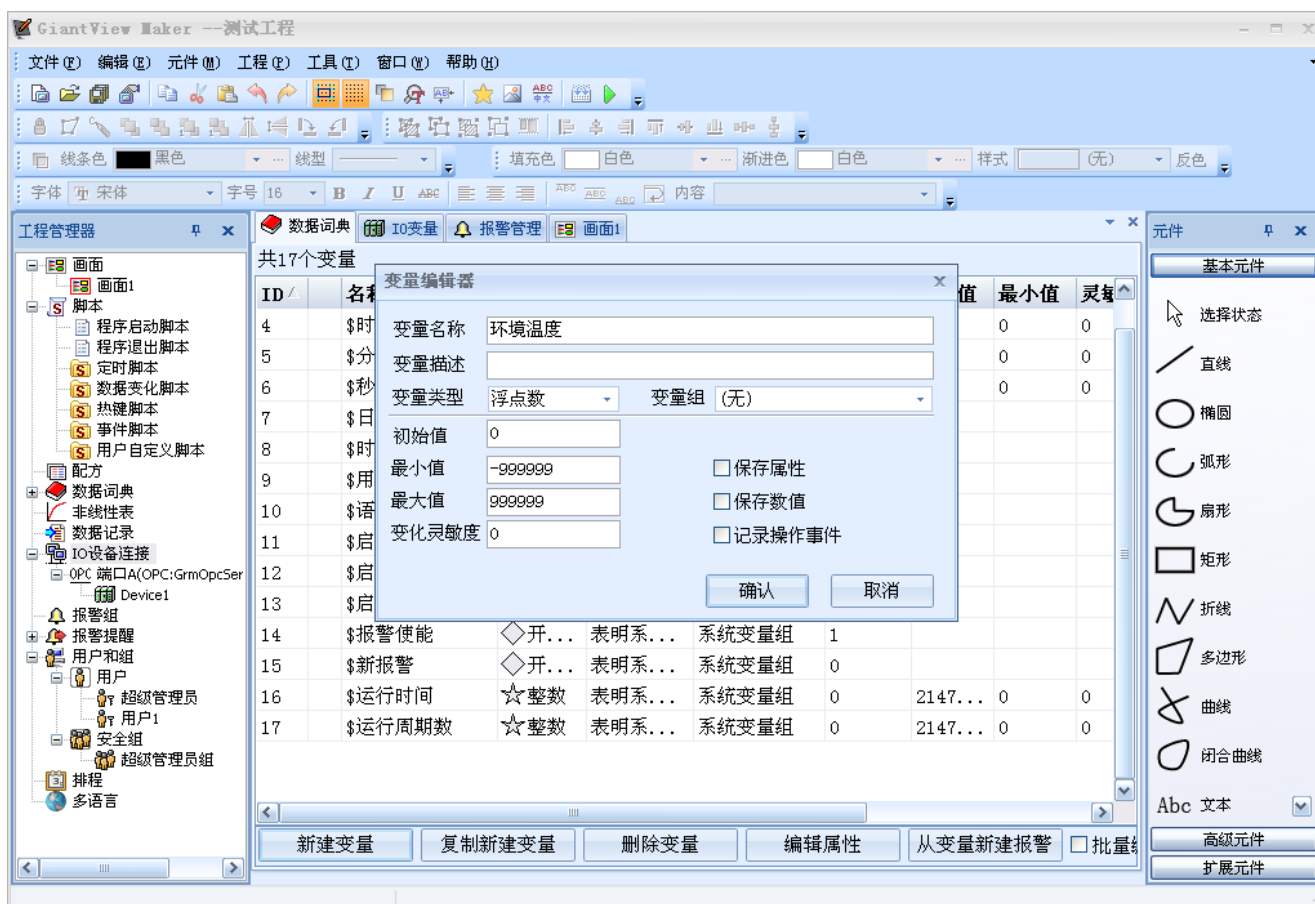 GiantView Maker --测试工程
文件(F) 编辑(E) 元件(M) 工程(P) 工具(T) 窗口(W) 帮助(H)
线条色 黑色 线型 填充色 白色 渐进色 白色 样式 (无) 反色
字体 宋体 字号 16 B I U ABC 内容
工程管理器
画面
画面1
脚本
程序启动脚本
程序退出脚本
定时脚本
数据变化脚本
热键脚本
事件脚本
用户自定义脚本
配方
数据词典
非线性表
数据记录
IO设备连接
OPC 端口A(OPC:GrmOpcSer
Device1
报警组
报警提醒
用户和组
用户
超级管理员
用户1
安全组
超级管理员组
排程
多语言
数据词典 IO变量 报警管理 画面1
共17个变量
ID 值 最小值
4 $时 0 0
5 $分 0 0
6 $秒 0 0
7 $日
8 $时
9 $用
10 $语
11 $启
12 $启
13 $启
14 $报警使能 开... 表明系... 系统变量组 1
15 $新报警 开... 表明系... 系统变量组 0
16 $运行时间 整数 表明系... 系统变量组 0 2147... 0 0
17 $运行周期数 整数 表明系... 系统变量组 0 2147... 0 0
新建变量 复制新建变量 删除变量 编辑属性 从变量新建报警 批量
变量编辑器
变量名称 环境温度
变量描述
变量类型 浮点数 变量组 (无)
初始值 0
最小值 -999999 保存属性
最大值 999999 保存数值
变化灵敏度 0 记录操作事件
确认 取消
元件
基本元件
选择状态
直线
椭圆
弧形
扇形
矩形
折线
多边形
曲线
闭合曲线
Abc 文本
高级元件
扩展元件